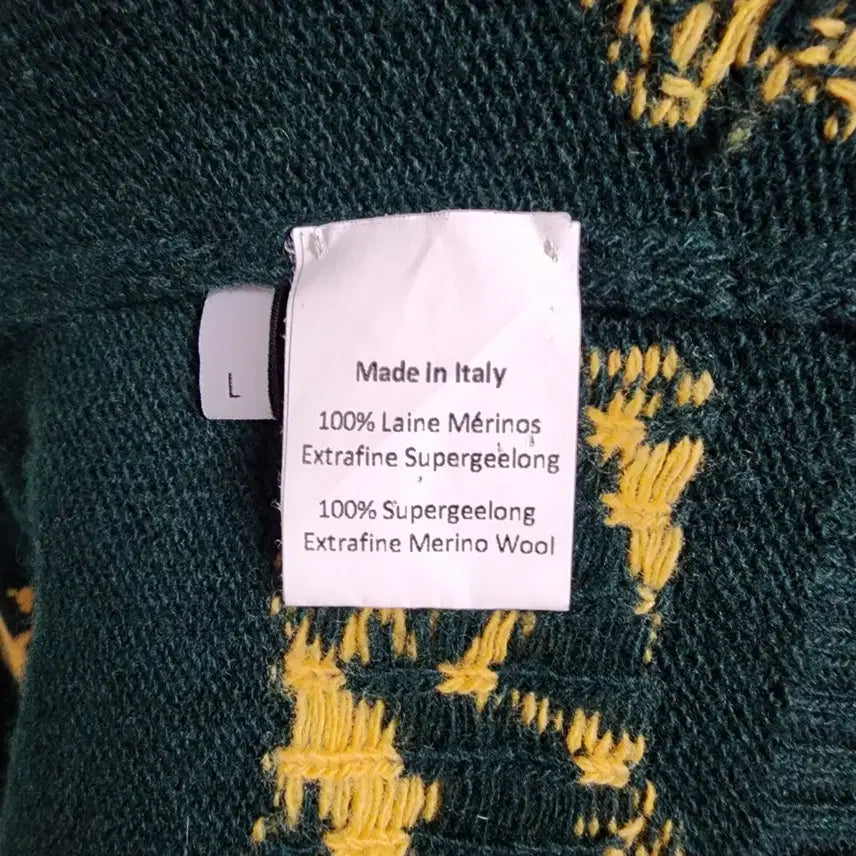 L
Made in Italy
100% Laine Mérinos
Extrafine Supergeelong
100% Supergeelong
Extrafine Merino Wool